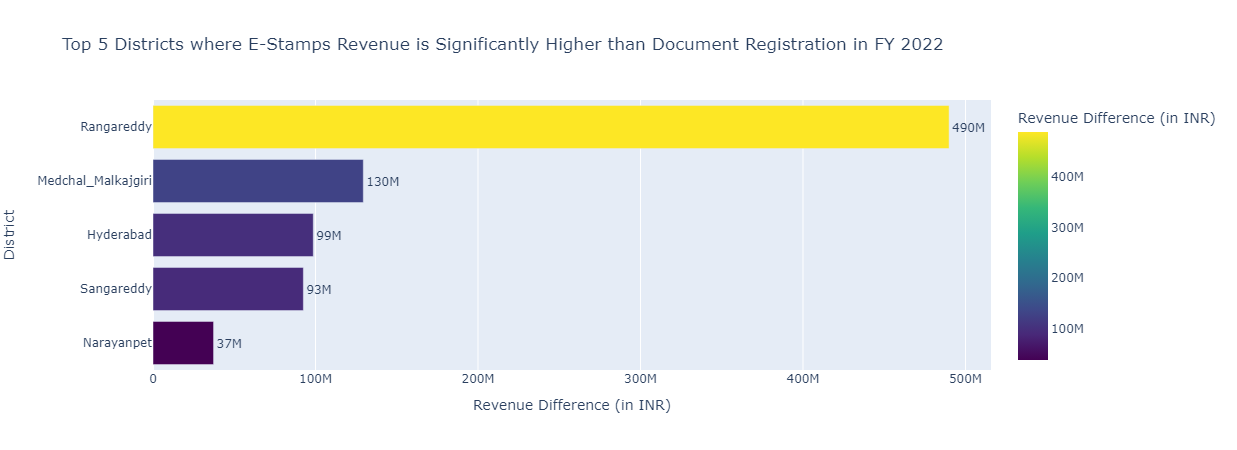 Top 5 Districts where E-Stamps Revenue is Significantly Higher than Document Registration in FY 2022
Revenue Difference (in INR)
District
Rangareddy 490M
Medchal_Malkajgiri 130M
Hyderabad 99M
Sangareddy 93M
Narayanpet 37M
0 100M 200M 300M 400M 500M
Revenue Difference (in INR)
400M
300M
200M
100M